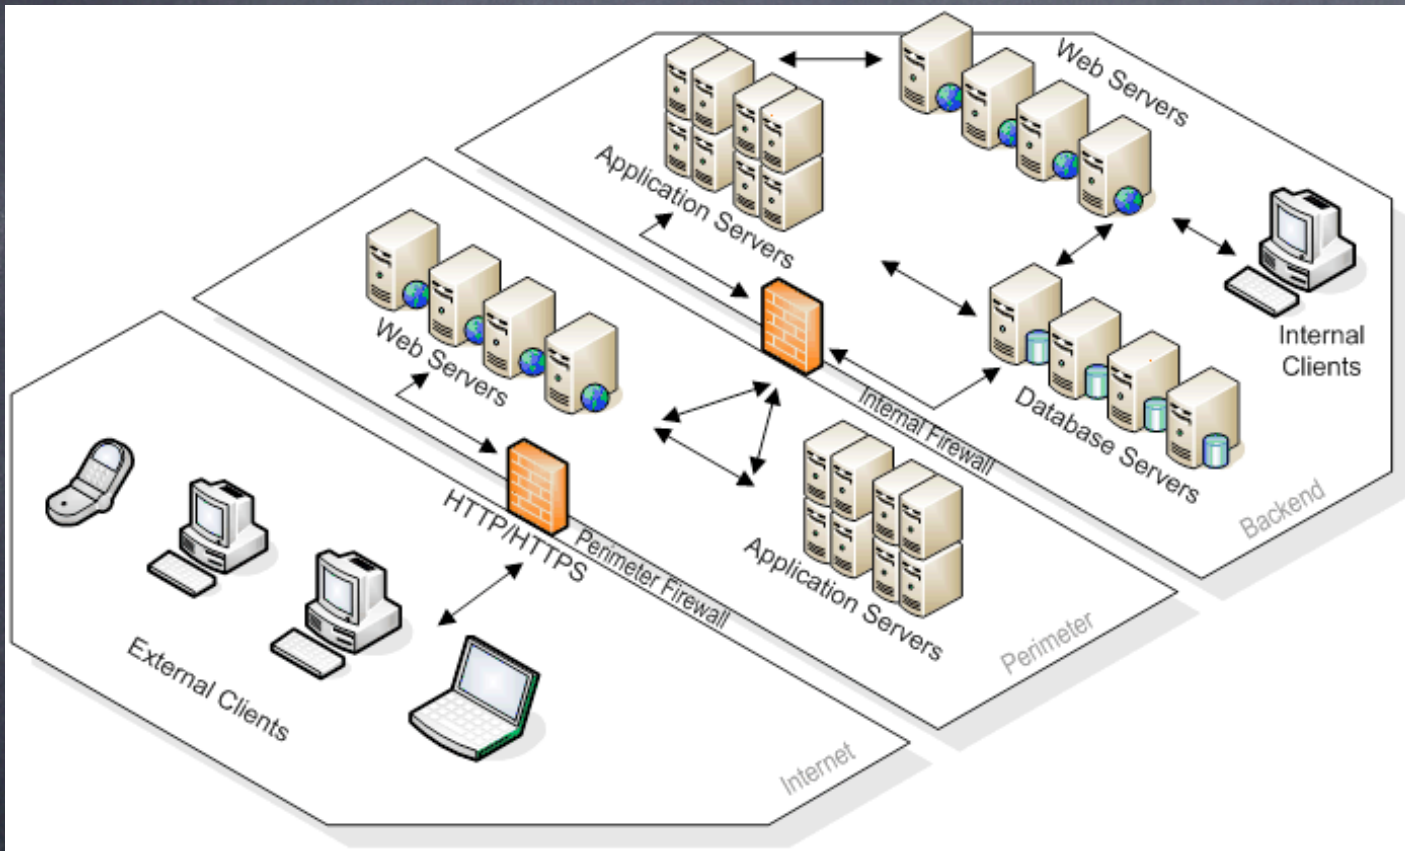 Web Servers
Application Servers
Internal
Clients
Database Servers
Internal Firewall
Backend
Web Servers
HTTP/HTTPS
Perimeter Firewall
Application Servers
Perimeter
External Clients
Internet